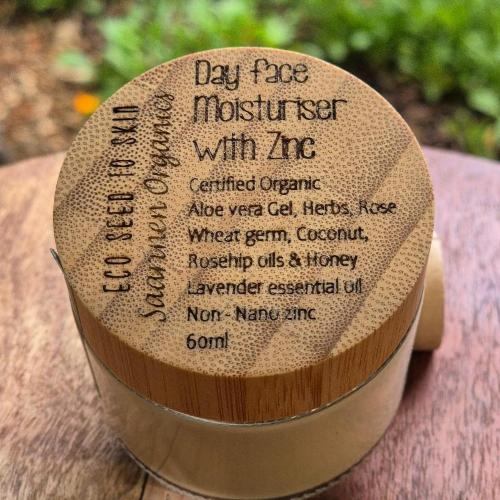 Day face
Moisturiser
with Zinc
Certified Organic
Aloe vera Gel, Herbs, Rose
Wheat germ, Coconut,
Rosehip oils & Honey
Lavender essential oil
Non - Nano zinc
60ml
ECO SEED TO SKIN
Saarinen Organics